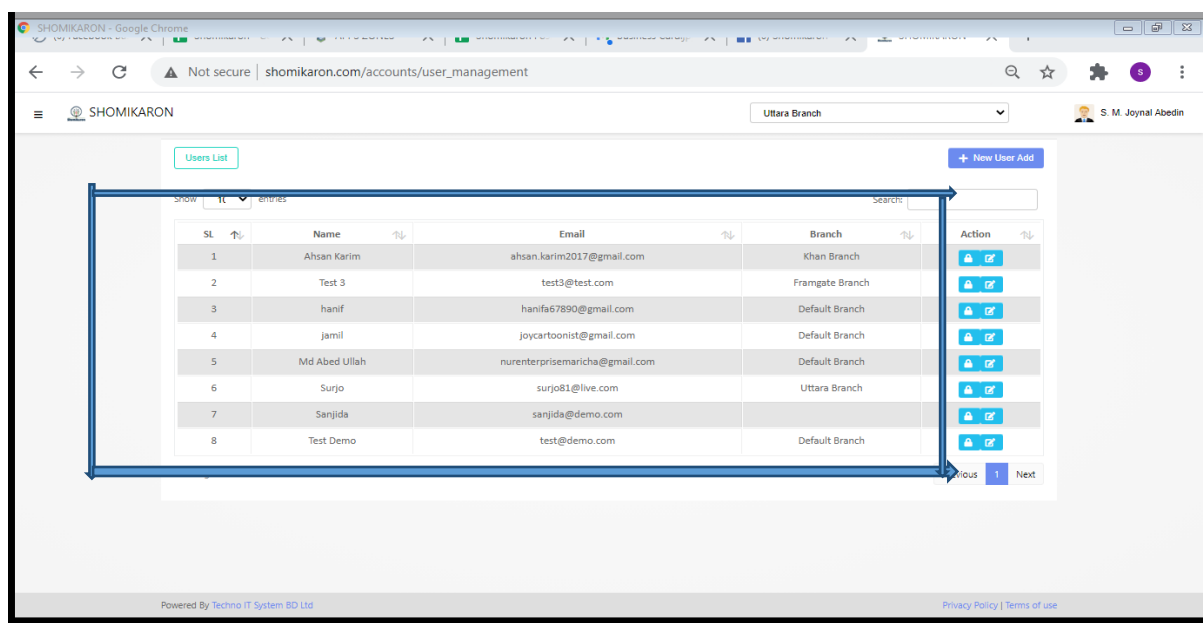 SHOMIKARON - Google Chrome
Not secure | shomikaron.com/accounts/user_management
S
SHOMIKARON
Uttara Branch
S. M. Joynal Abedin
Users List
+ New User Add
Show 10 entries
Search:
SL Name Email Branch Action
1 Ahsan Karim ahsan.karim2017@gmail.com Khan Branch
2 Test 3 test3@test.com Framgate Branch
3 hanif hanifa67890@gmail.com Default Branch
4 jamil joycartoonist@gmail.com Default Branch
5 Md Abed Ullah nurenterprisemaricha@gmail.com Default Branch
6 Surjo surjo81@live.com Uttara Branch
7 Sanjida sanjida@demo.com
8 Test Demo test@demo.com Default Branch
Previous 1 Next
Powered By Techno IT System BD Ltd
Privacy Policy | Terms of use